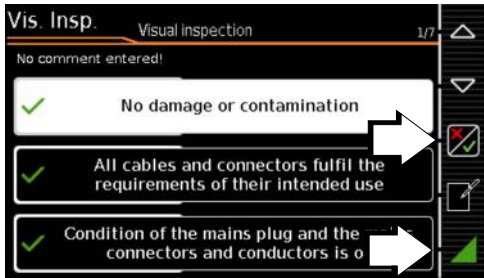 Vis. Insp.
Visual inspection
1/7
No comment entered!
No damage or contamination
All cables and connectors fulfil the
requirements of their intended use
Condition of the mains plug and the
connectors and conductors is o